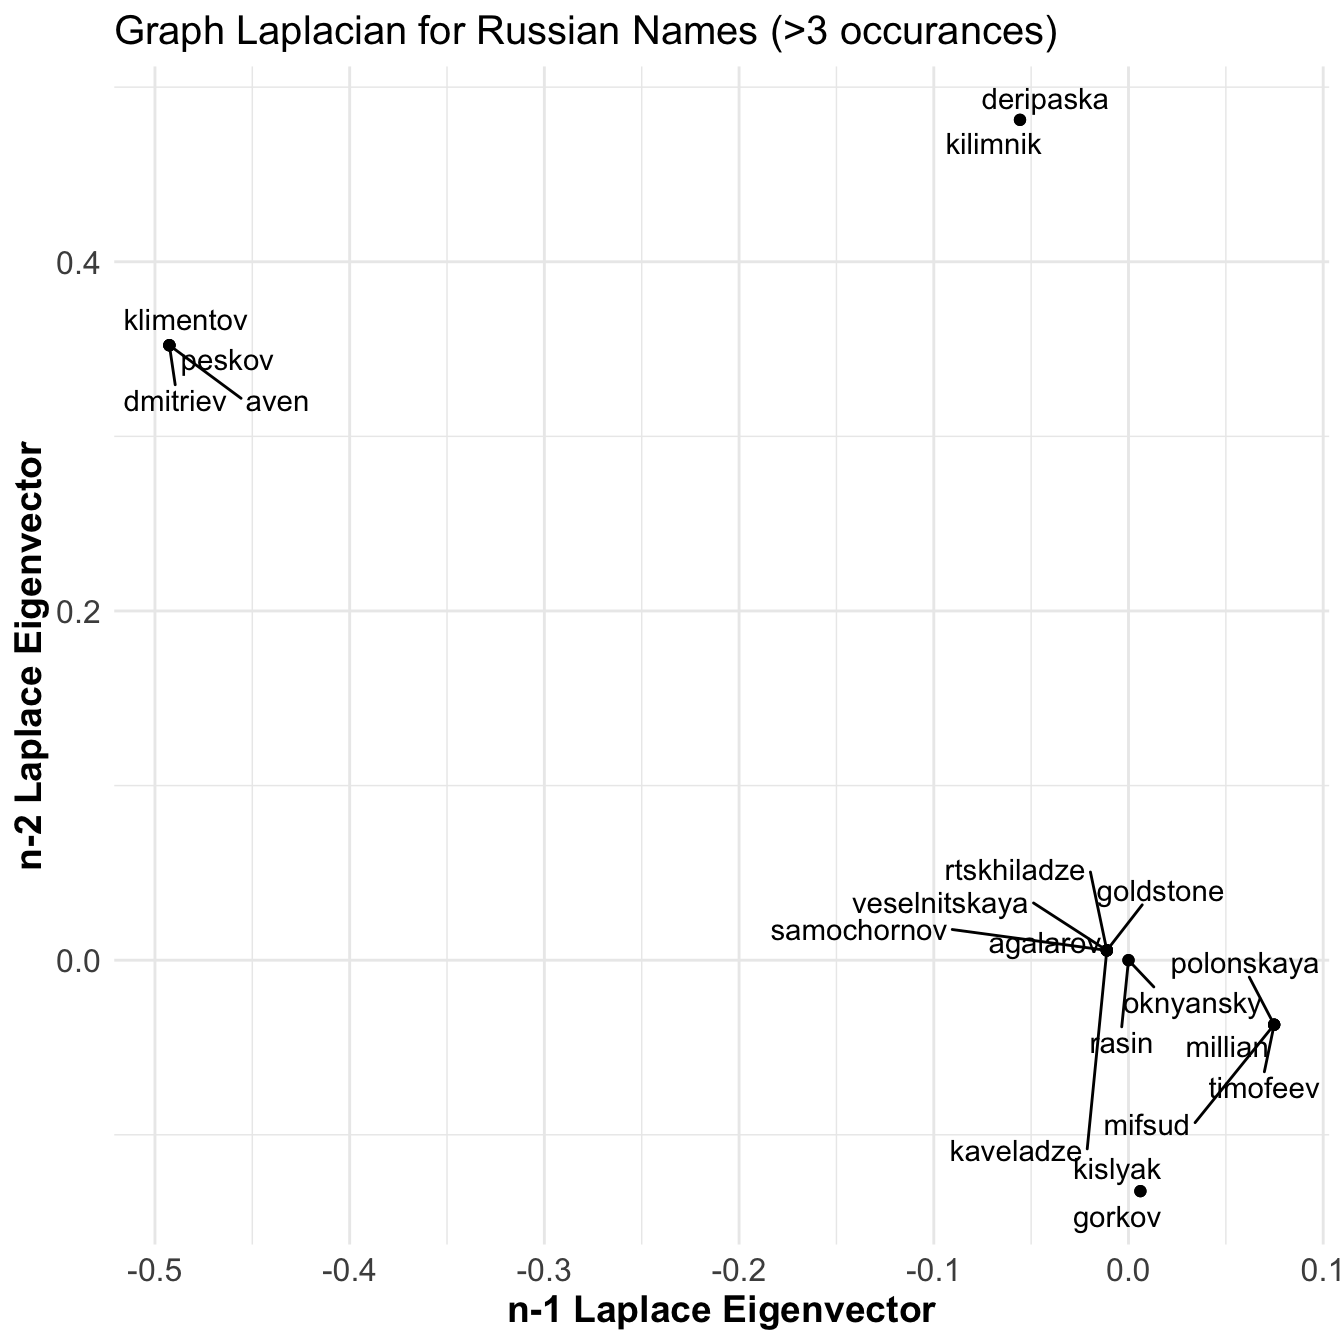 Graph Laplacian for Russian Names (>3 occurances)
deripaska
kilimnik
0.4
klimentov
peskov
dmitriev
aven
n-2 Laplace Eigenvector
0.2
rtskhiladze
goldstone
veselnitskaya
samochornov
agalarov
0.0
polonskaya
oknyansky
rasin
millian
timofeev
mifsud
kaveladze
kislyak
gorkov
-0.5
-0.4
-0.3
-0.2
-0.1
0.0
0.1
n-1 Laplace Eigenvector